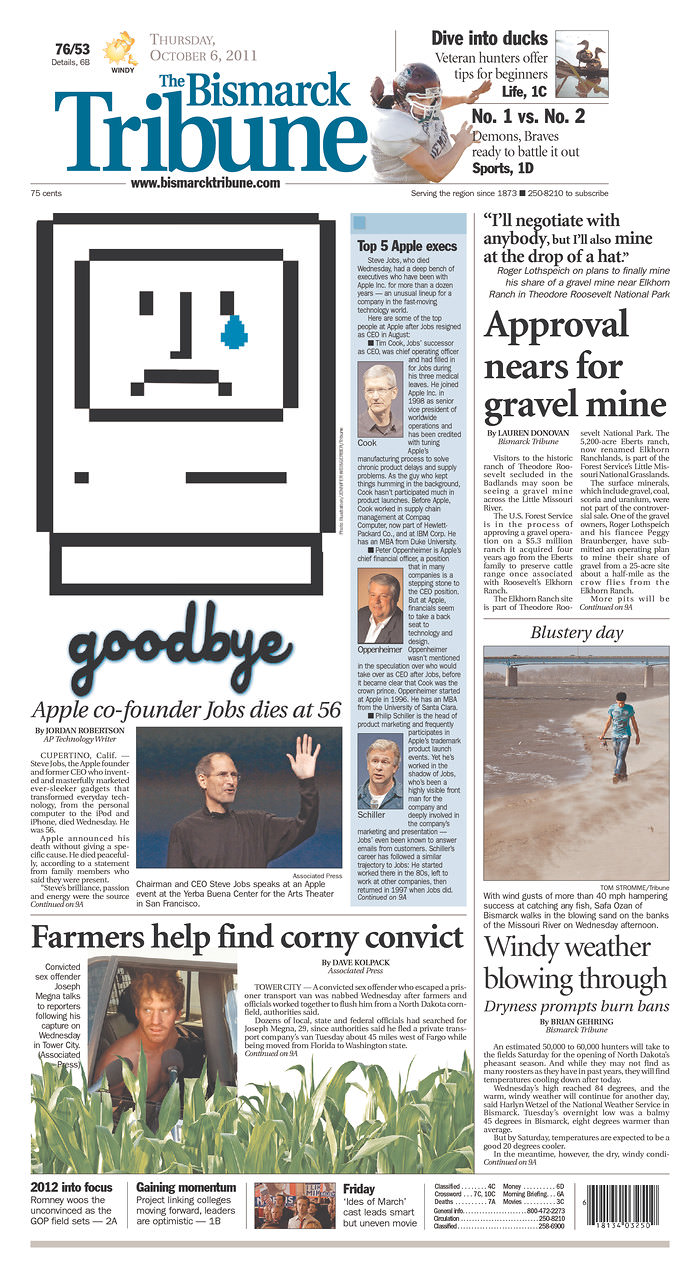 76/53
Details, 6B
WINDY
THURSDAY,
OCTOBER 6, 2011
The Bismarck
Tribune
www.bismarcktribune.com
Dive into ducks
Veteran hunters offer
tips for beginners
Life, 1C
No. 1 vs. No. 2
Demons, Braves
ready to battle it out
Sports, 1D
75 cents
Serving the region since 1873 ■ 250-8210 to subscribe
Photo illustration/JENNIFER WEISGERBER/Tribune
goodbye
Apple co-founder Jobs dies at 56
By JORDAN ROBERTSON
AP Technology Writer
CUPERTINO, Calif. —
Steve Jobs, the Apple founder
and former CEO who invent-
ed and masterfully marketed
ever-sleeker gadgets that
transformed everyday tech-
nology, from the personal
computer to the iPod and
iPhone, died Wednesday. He
was 56.
Apple announced his
death without giving a spe-
cific cause. He died peaceful-
ly, according to a statement
from family members who
said they were present.
"Steve's brilliance, passion
and energy were the source
Continued on 9A
Associated Press
Chairman and CEO Steve Jobs speaks at an Apple
event at the Yerba Buena Center for the Arts Theater
in San Francisco.
Top 5 Apple execs
Steve Jobs, who died
Wednesday, had a deep bench of
executives who have been with
Apple Inc. for more than a dozen
years — an unusual lineup for a
company in the fast-moving
technology world.
Here are some of the top
people at Apple after Jobs resigned
as CEO in August:
■ Tim Cook, Jobs' successor
as CEO, was chief operating officer
and had filled in
for Jobs during
his three medical
leaves. He joined
Apple Inc. in
1998 as senior
vice president of
worldwide
operations and
has been credited
with tuning
Apple's
Cook
manufacturing process to solve
chronic product delays and supply
problems. As the guy who kept
things humming in the background,
Cook hasn't participated much in
product launches. Before Apple,
Cook worked in supply chain
management at Compaq
Computer, now part of Hewlett-
Packard Co., and at IBM Corp. He
has an MBA from Duke University.
■ Peter Oppenheimer is Apple's
chief financial officer, a position
that in many
companies is a
stepping stone to
the CEO position.
But at Apple,
financials seem
to take a back
seat to
technology and
design.
Oppenheimer
Oppenheimer
wasn't mentioned
in the speculation over who would
take over as CEO after Jobs, before
it became clear that Cook was the
crown prince. Oppenheimer started
at Apple in 1996. He has an MBA
from the University of Santa Clara.
■ Philip Schiller is the head of
product marketing and frequently
participates in
Apple's trademark
product launch
events. Yet he's
worked in the
shadow of Jobs,
who's been a
highly visible front
man for the
company and
deeply involved in
the company's
Schiller
marketing and presentation —
Jobs' even been known to answer
emails from customers. Schiller's
career has followed a similar
trajectory to Jobs: He started
worked there in the 80s, left to
work at other companies, then
returned in 1997 when Jobs did.
Continued on 9A
"I'll negotiate with
anybody, but I'll also mine
at the drop of a hat."
Roger Lothspeich on plans to finally mine
his share of a gravel mine near Elkhorn
Ranch in Theodore Roosevelt National Park
Approval
nears for
gravel mine
By LAUREN DONOVAN
Bismarck Tribune
Visitors to the historic
ranch of Theodore Roo-
sevelt secluded in the
Badlands may soon be
seeing a gravel mine
across the Little Missouri
River.
The U.S. Forest Service
is in the process of
approving a gravel opera-
tion on a $5.3 million
ranch it acquired four
years ago from the Eberts
family to preserve cattle
range once associated
with Roosevelt's Elkhorn
Ranch.
The Elkhorn Ranch site
is part of Theodore Roo-
sevelt National Park. The
5,200-acre Eberts ranch,
now renamed Elkhorn
Ranchlands, is part of the
Forest Service's Little Mis-
souri National Grasslands.
The surface minerals,
which include gravel, coal,
scoria and uranium, were
not part of the controver-
sial sale. One of the gravel
owners, Roger Lothspeich
and his fiancee Peggy
Braunberger, have sub-
mitted an operating plan
to mine their share of
gravel from a 25-acre site
about a half-mile as the
crow flies from the
Elkhorn Ranch.
More pits will be
Continued on 9A
Blustery day
TOM STROMME/Tribune
With wind gusts of more than 40 mph hampering
success at catching any fish, Safa Ozan of
Bismarck walks in the blowing sand on the banks
of the Missouri River on Wednesday afternoon.
Windy weather
blowing through
Dryness prompts burn bans
By BRIAN GEHRING
Bismarck Tribune
An estimated 50,000 to 60,000 hunters will take to
the fields Saturday for the opening of North Dakota's
pheasant season. And while they may not find as
many roosters as they have in past years, they will find
temperatures cooling down after today.
Wednesday's high reached 84 degrees, and the
warm, windy weather will continue for another day,
said Harlyn Wetzel of the National Weather Service in
Bismarck. Tuesday's overnight low was a balmy
45 degrees in Bismarck, eight degrees warmer than
average.
But by Saturday, temperatures are expected to be a
good 20 degrees cooler.
In the meantime, however, the dry, windy condi-
Continued on 9A
Farmers help find corny convict
Convicted
sex offender
Joseph
Megna talks
to reporters
following his
capture on
Wednesday
in Tower City.
(Associated
Press)
By DAVE KOLPACK
Associated Press
TOWER CITY — A convicted sex offender who escaped a pris-
oner transport van was nabbed Wednesday after farmers and
officials worked together to flush him from a North Dakota corn-
field, authorities said.
Dozens of local, state and federal officials had searched for
Joseph Megna, 29, since authorities said he fled a private trans-
port company's van Tuesday about 45 miles west of Fargo while
being moved from Florida to Washington state.
Continued on 9A
2012 into focus
Romney woos the
unconvinced as the
GOP field sets — 2A
Gaining momentum
Project linking colleges
moving forward, leaders
are optimistic — 1B
Friday
'Ides of March'
cast leads smart
but uneven movie
Classified . . . . . . . . 4C
Crossword . . . 7C, 10C
Deaths . . . . . . . . . . 7A
Money . . . . . . . . . . 6D
Morning Briefing. . . 6A
Movies . . . . . . . . . . 3C
General info. . . . . . . . . . . . . . 800-472-2273
Circulation . . . . . . . . . . . . . . 250-8210
Classified . . . . . . . . . . . . . . 258-6900
6
18134 03250